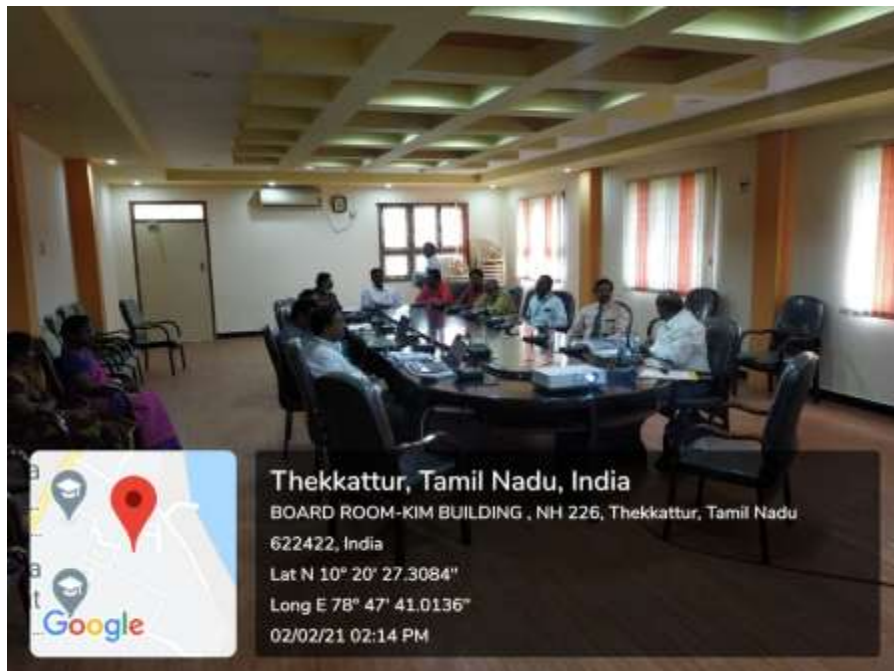 Thekkattur, Tamil Nadu, India
BOARD ROOM-KIM BUILDING , NH 226, Thekkattur, Tamil Nadu
622422, India
Lat N 10° 20' 27.3084"
Long E 78° 47' 41.0136"
02/02/21 02:14 PM
a
a
t
Google